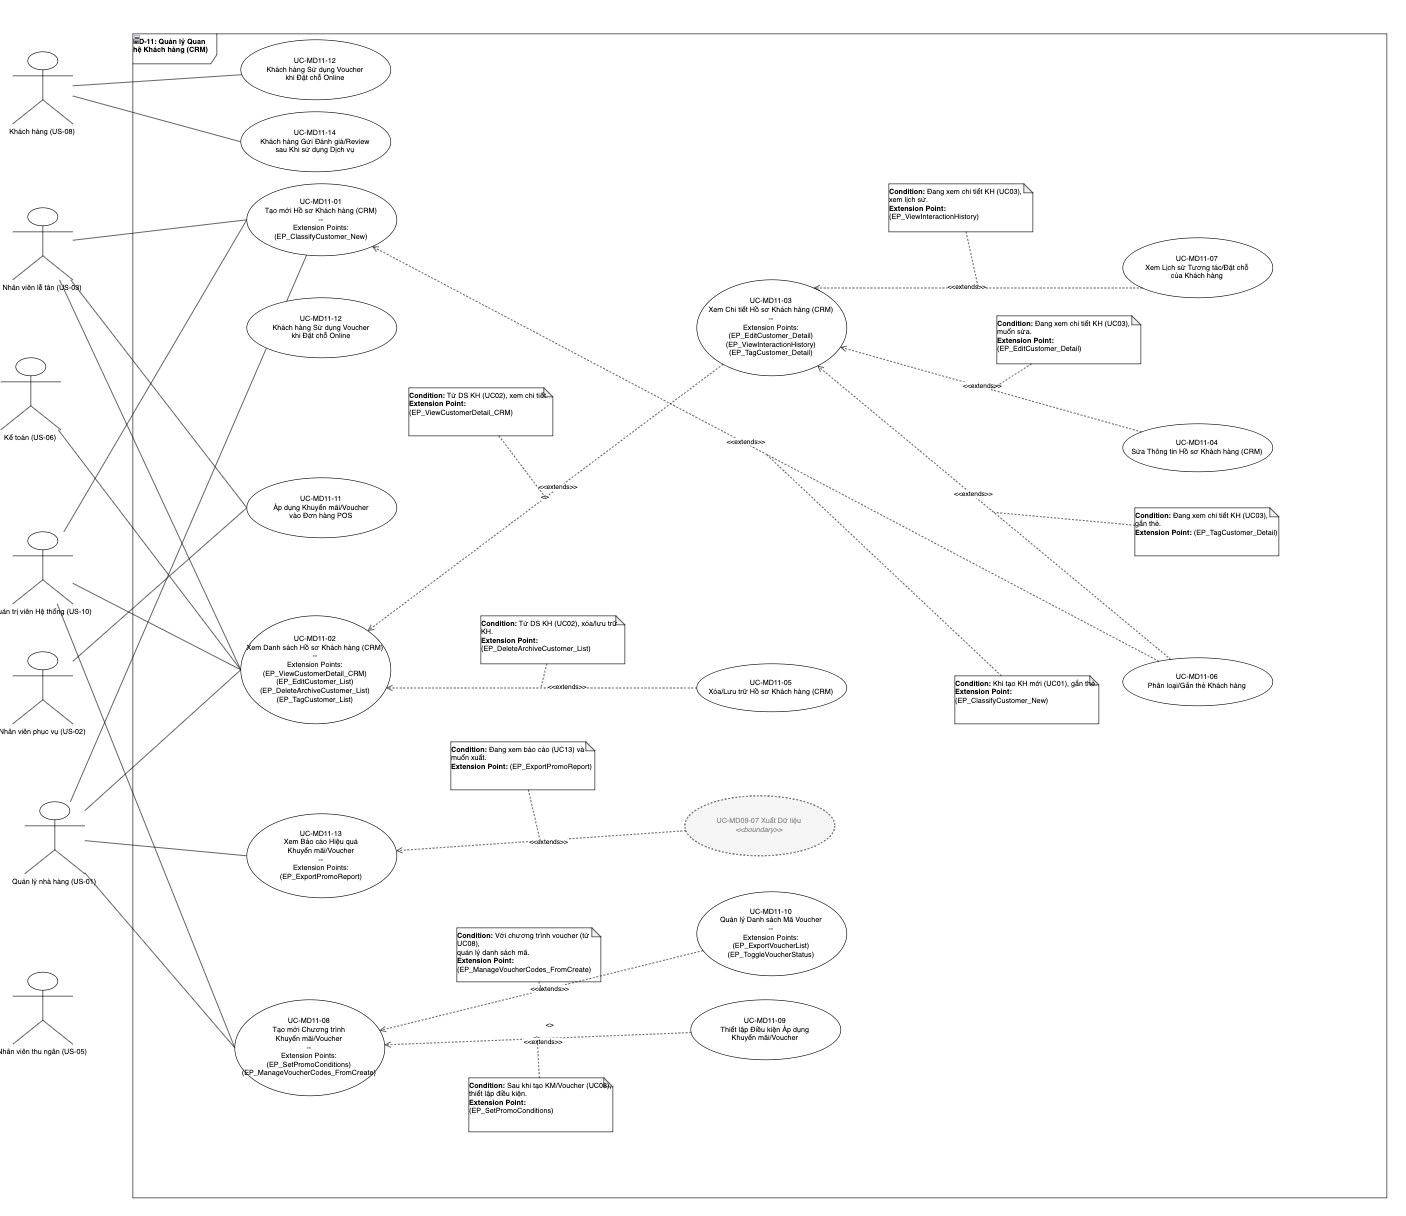 D-11: Quản lý Quan
hệ Khách hàng (CRM)
Khách hàng (US-08)
UC-MD11-12
Khách hàng Sử dụng Voucher
khi Đặt chỗ Online
UC-MD11-14
Khách hàng Gửi Đánh giá/Review
sau Khi sử dụng Dịch vụ
Nhân viên lễ tân (US-03)
UC-MD11-01
Tạo mới Hồ sơ Khách hàng (CRM)
--
Extension Points:
(EP_ClassifyCustomer_New)
Condition: Đang xem chi tiết KH (UC03),
xem lịch sử.
Extension Point:
(EP_ViewInteractionHistory)
UC-MD11-07
Xem Lịch sử Tương tác/Đặt chỗ
của Khách hàng
<<extends>>
UC-MD11-12
Khách hàng Sử dụng Voucher
khi Đặt chỗ Online
UC-MD11-03
Xem Chi tiết Hồ sơ Khách hàng (CRM)
--
Extension Points:
(EP_EditCustomer_Detail)
(EP_ViewInteractionHistory)
(EP_TagCustomer_Detail)
Condition: Đang xem chi tiết KH (UC03),
muốn sửa.
Extension Point:
(EP_EditCustomer_Detail)
<<extends>>
Kế toán (US-06)
Condition: Từ DS KH (UC02), xem chi tiết.
Extension Point:
(EP_ViewCustomerDetail_CRM)
<<extends>>
UC-MD11-04
Sửa Thông tin Hồ sơ Khách hàng (CRM)
<<extends>>
<>
<<extends>>
UC-MD11-11
Áp dụng Khuyến mãi/Voucher
vào Đơn hàng POS
Condition: Đang xem chi tiết KH (UC03),
gắn thẻ.
Extension Point: (EP_TagCustomer_Detail)
uản trị viên Hệ thống (US-10)
UC-MD11-02
Xem Danh sách Hồ sơ Khách hàng (CRM)
--
Extension Points:
(EP_ViewCustomerDetail_CRM)
(EP_EditCustomer_List)
(EP_DeleteArchiveCustomer_List)
(EP_TagCustomer_List)
Condition: Từ DS KH (UC02), xóa/lưu trữ
KH.
Extension Point:
(EP_DeleteArchiveCustomer_List)
<<extends>>
UC-MD11-05
Xóa/Lưu trữ Hồ sơ Khách hàng (CRM)
Condition: Khi tạo KH mới (UC01), gắn thẻ.
Extension Point:
(EP_ClassifyCustomer_New)
UC-MD11-06
Phân loại/Gắn thẻ Khách hàng
Nhân viên phục vụ (US-02)
Condition: Đang xem báo cáo (UC13) và
muốn xuất.
Extension Point: (EP_ExportPromoReport)
UC-MD09-07 Xuất Dữ liệu
<<boundary>>
<<extends>>
UC-MD11-13
Xem Báo cáo Hiệu quả
Khuyến mãi/Voucher
--
Extension Points:
(EP_ExportPromoReport)
Quản lý nhà hàng (US-01)
UC-MD11-10
Quản lý Danh sách Mã Voucher
--
Extension Points:
(EP_ExportVoucherList)
(EP_ToggleVoucherStatus)
Condition: Với chương trình voucher (từ
UC08),
quản lý danh sách mã.
Extension Point:
(EP_ManageVoucherCodes_FromCreate)
<<extends>>
Nhân viên thu ngân (US-05)
UC-MD11-08
Tạo mới Chương trình
Khuyến mãi/Voucher
--
Extension Points:
(EP_SetPromoConditions)
(EP_ManageVoucherCodes_FromCreate)
<>
<<extends>>
UC-MD11-09
Thiết lập Điều kiện Áp dụng
Khuyến mãi/Voucher
Condition: Sau khi tạo KM/Voucher (UC08),
thiết lập điều kiện.
Extension Point:
(EP_SetPromoConditions)